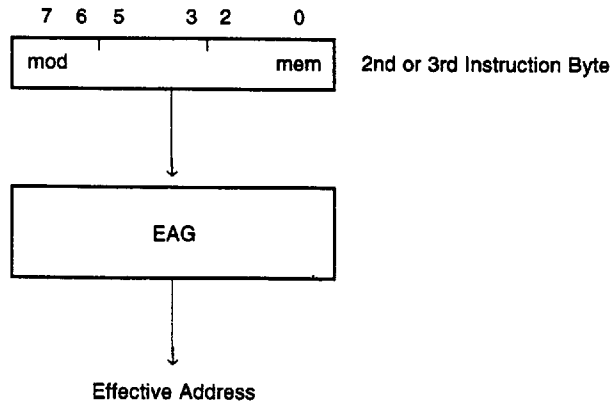 7 6 5 3 2 0
mod mem 2nd or 3rd Instruction Byte
EAG
Effective Address